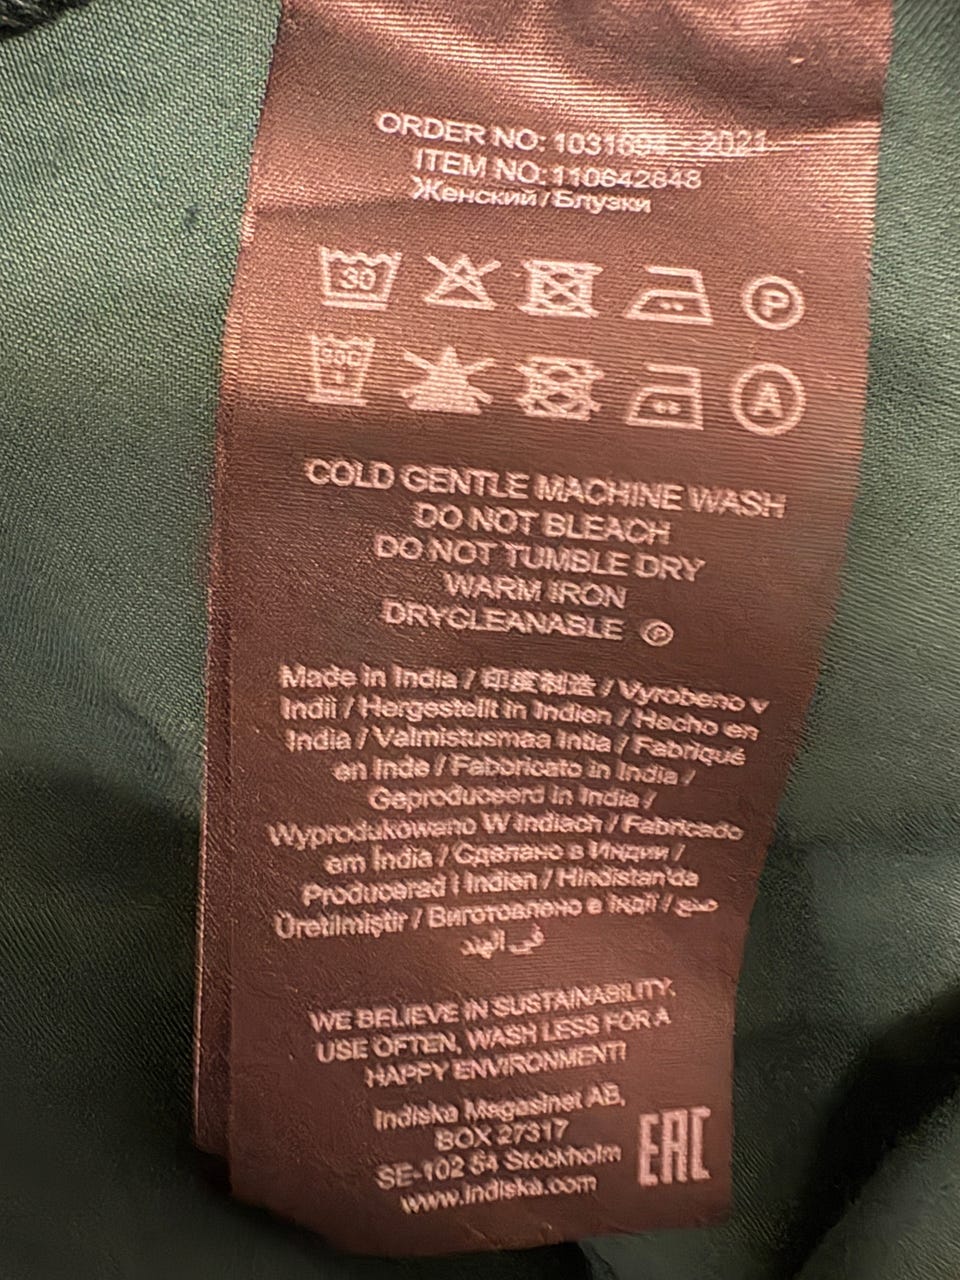 ORDER NO: - 2021
ITEM NO: 110642848
Женский / Блузки
30
P
30C
A
COLD GENTLE MACHINE WASH
DO NOT BLEACH
DO NOT TUMBLE DRY
WARM IRON
DRYCLEANABLE Ⓟ
Made in India / 印度制造 / Vyrobeno v
Indii / Hergestellt in Indien / Hecho en
India / Valmistusmaa Intia / Fabriqué
en Inde / Fabbricato in India /
Geproduceerd in India /
Wyprodukowano W Indiach / Fabricado
em Índia / Сделано в Индии /
Producerad i Indien / Hindistan'da
Üretilmiştir / Виготовлено в Індії / صنع
في الهند
WE BELIEVE IN SUSTAINABILITY.
USE OFTEN, WASH LESS FOR A
HAPPY ENVIRONMENT!
Indiska Magasinet AB,
BOX 27317
SE-102 54 Stockholm
www.indiska.com
EAC